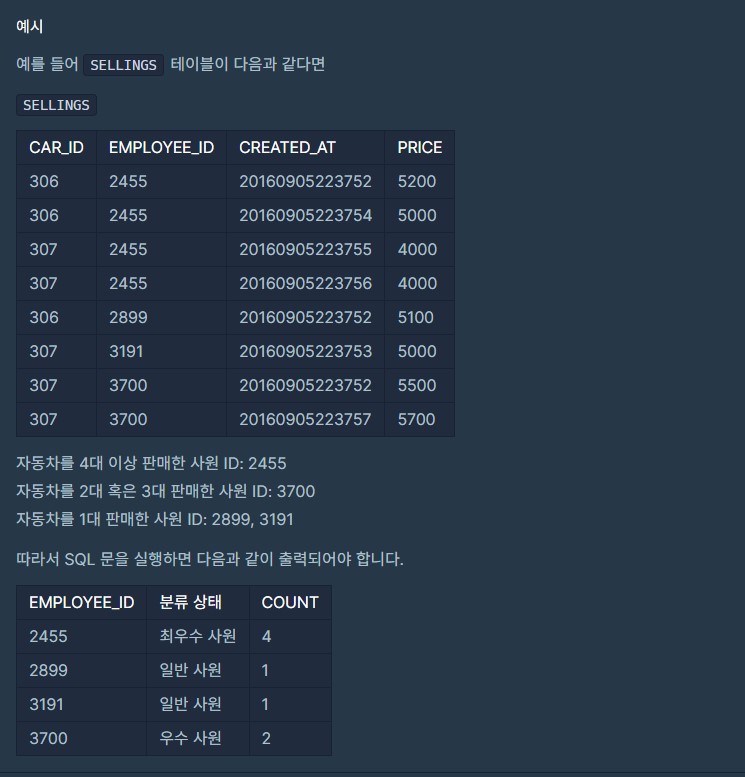 예시
예를 들어 SELLINGS 테이블이 다음과 같다면
SELLINGS
CAR_ID EMPLOYEE_ID CREATED_AT PRICE
306 2455 20160905223752 5200
306 2455 20160905223754 5000
307 2455 20160905223755 4000
307 2455 20160905223756 4000
306 2899 20160905223752 5100
307 3191 20160905223753 5000
307 3700 20160905223752 5500
307 3700 20160905223757 5700
자동차를 4대 이상 판매한 사원 ID: 2455
자동차를 2대 혹은 3대 판매한 사원 ID: 3700
자동차를 1대 판매한 사원 ID: 2899, 3191
따라서 SQL 문을 실행하면 다음과 같이 출력되어야 합니다.
EMPLOYEE_ID 분류 상태 COUNT
2455 최우수 사원 4
2899 일반 사원 1
3191 일반 사원 1
3700 우수 사원 2